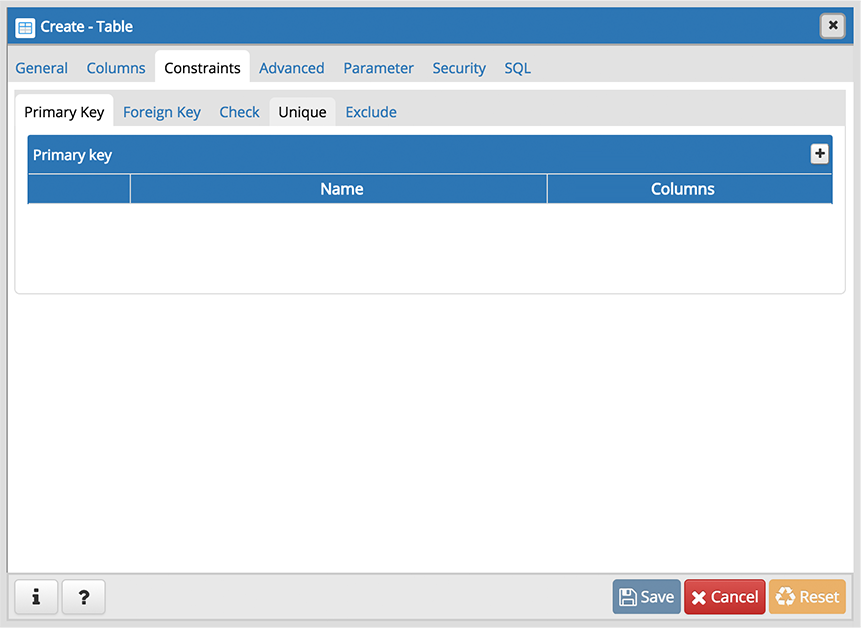 Create - Table
General Columns Constraints Advanced Parameter Security SQL
Primary Key Foreign Key Check Unique Exclude
Primary key
Name Columns
i ? Save Cancel Reset